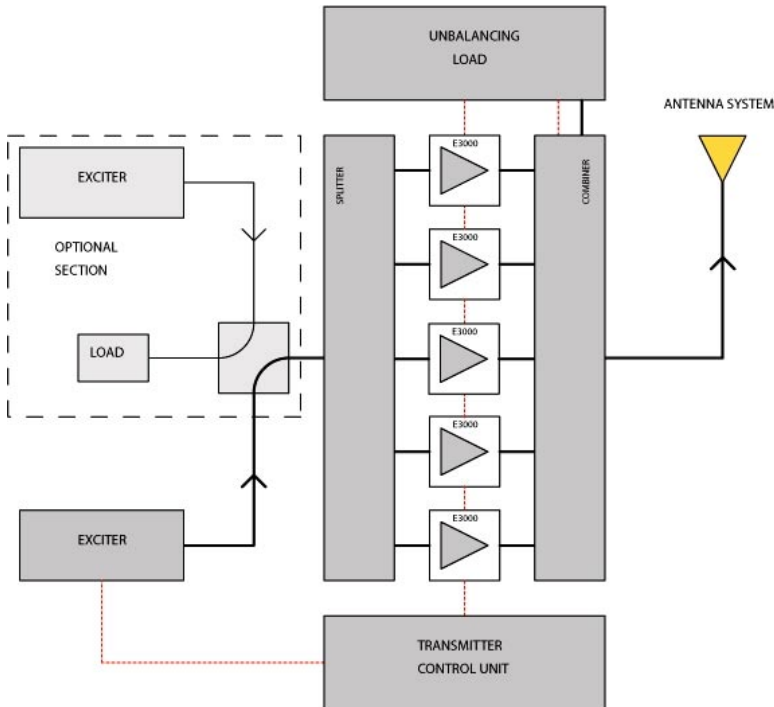 UNBALANCING
LOAD
ANTENNA SYSTEM
EXCITER
OPTIONAL
SECTION
LOAD
SPLITTER
E3000
E3000
E3000
E3000
E3000
COMBINER
EXCITER
TRANSMITTER
CONTROL UNIT